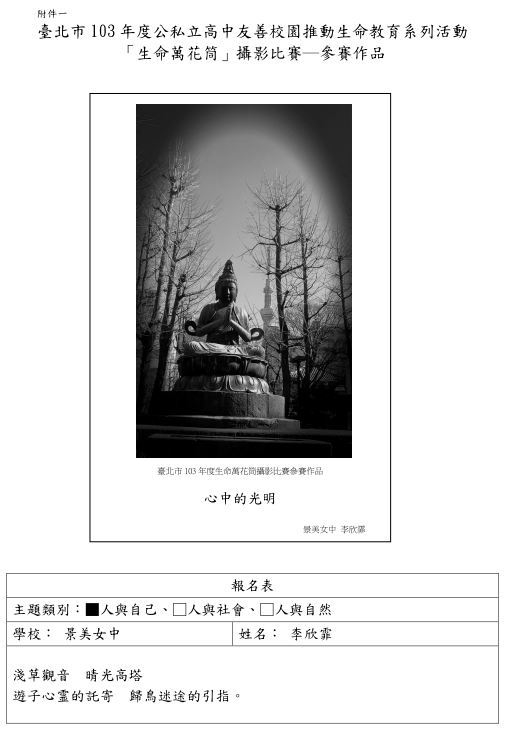 附件一
臺北市 103 年度公私立高中友善校園推動生命教育系列活動
「生命萬花筒」攝影比賽—參賽作品
臺北市 103 年度生命萬花筒攝影比賽參賽作品
心中的光明
景美女中 李欣霏
報名表
主題類別：■人與自己、□人與社會、□人與自然
學校： 景美女中 姓名： 李欣霏
淺草觀音 晴光高塔
遊子心靈的託寄 歸鳥迷途的引指。